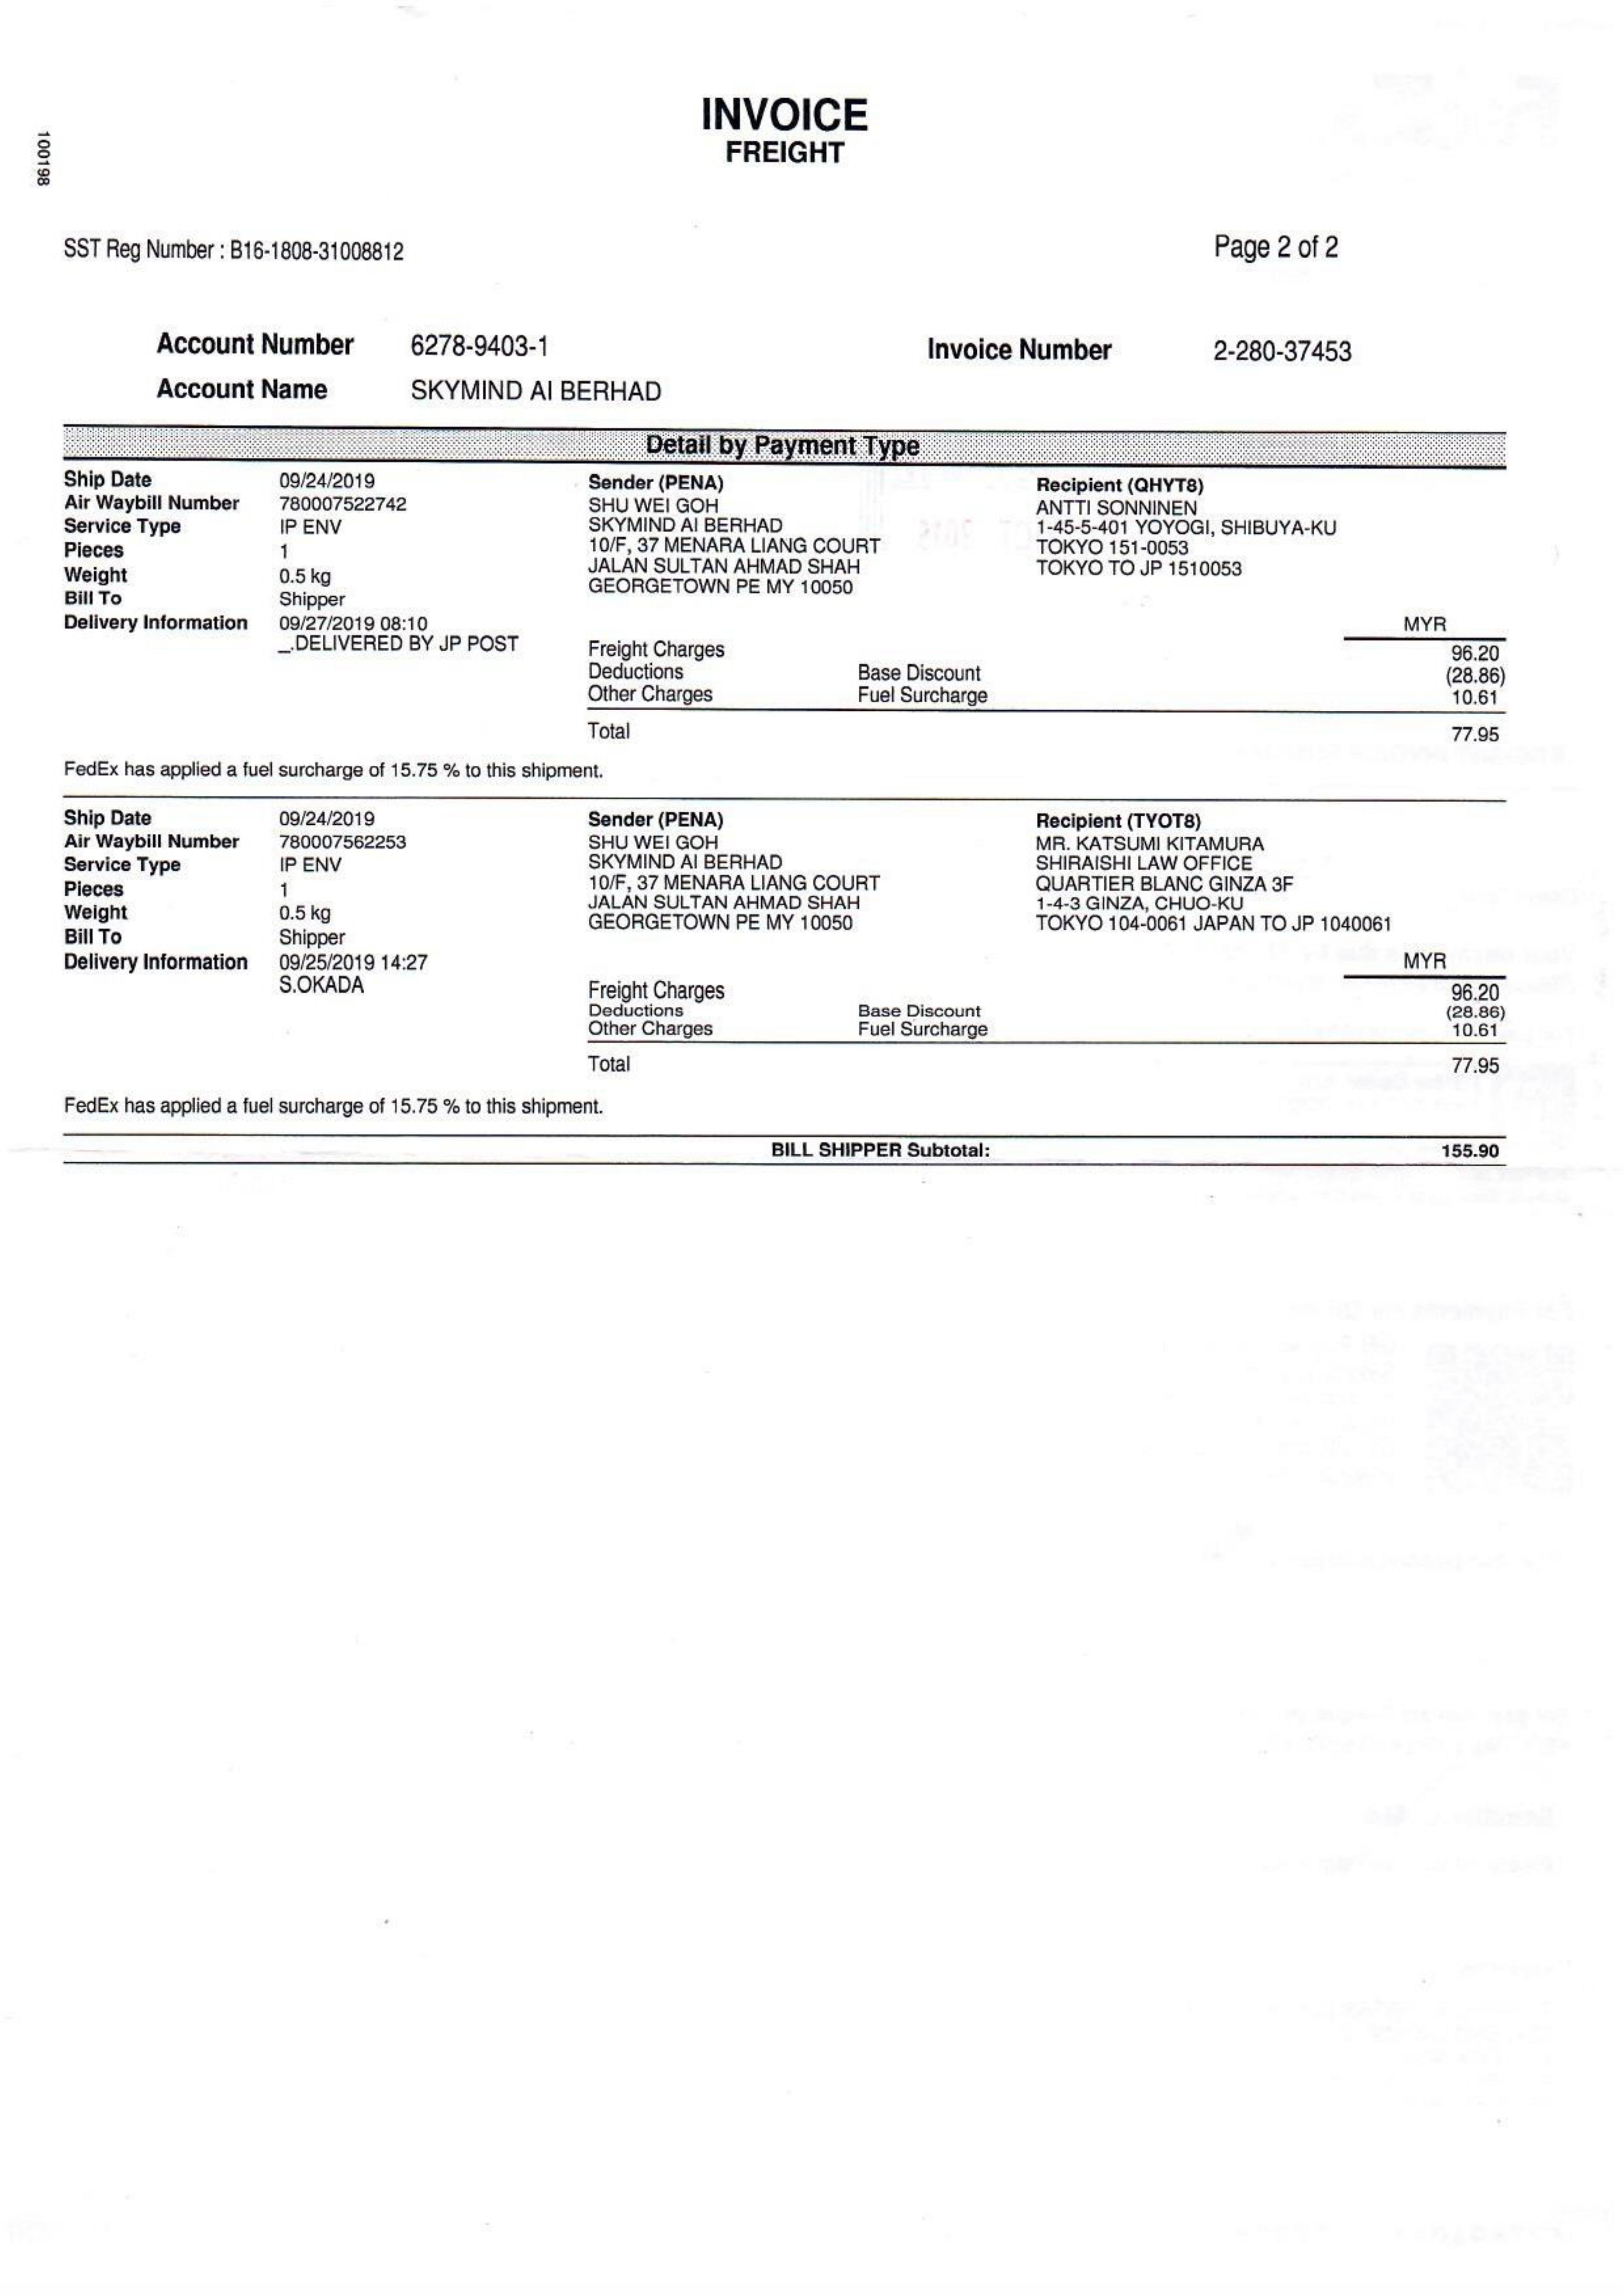 INVOICE
FREIGHT
100198
SST Reg Number : B16-1808-31008812
Page 2 of 2
Account Number 6278-9403-1 Invoice Number 2-280-37453
Account Name SKYMIND AI BERHAD
Detail by Payment Type
Ship Date 09/24/2019 Sender (PENA) Recipient (QHYT8)
Air Waybill Number 780007522742 SHU WEI GOH ANTTI SONNINEN
Service Type IP ENV SKYMIND AI BERHAD 1-45-5-401 YOYOGI, SHIBUYA-KU
Pieces 1 10/F, 37 MENARA LIANG COURT TOKYO 151-0053
Weight 0.5 kg JALAN SULTAN AHMAD SHAH TOKYO TO JP 1510053
Bill To Shipper GEORGETOWN PE MY 10050
Delivery Information 09/27/2019 08:10 MYR
_.DELIVERED BY JP POST
Freight Charges 96.20
Deductions Base Discount (28.86)
Other Charges Fuel Surcharge 10.61
Total 77.95
FedEx has applied a fuel surcharge of 15.75 % to this shipment.
Ship Date 09/24/2019 Sender (PENA) Recipient (TYOT8)
Air Waybill Number 780007562253 SHU WEI GOH MR. KATSUMI KITAMURA
Service Type IP ENV SKYMIND AI BERHAD SHIRAISHI LAW OFFICE
Pieces 1 10/F, 37 MENARA LIANG COURT QUARTIER BLANC GINZA 3F
Weight 0.5 kg JALAN SULTAN AHMAD SHAH 1-4-3 GINZA, CHUO-KU
Bill To Shipper GEORGETOWN PE MY 10050 TOKYO 104-0061 JAPAN TO JP 1040061
Delivery Information 09/25/2019 14:27 MYR
S.OKADA
Freight Charges 96.20
Deductions Base Discount (28.86)
Other Charges Fuel Surcharge 10.61
Total 77.95
FedEx has applied a fuel surcharge of 15.75 % to this shipment.
BILL SHIPPER Subtotal: 155.90